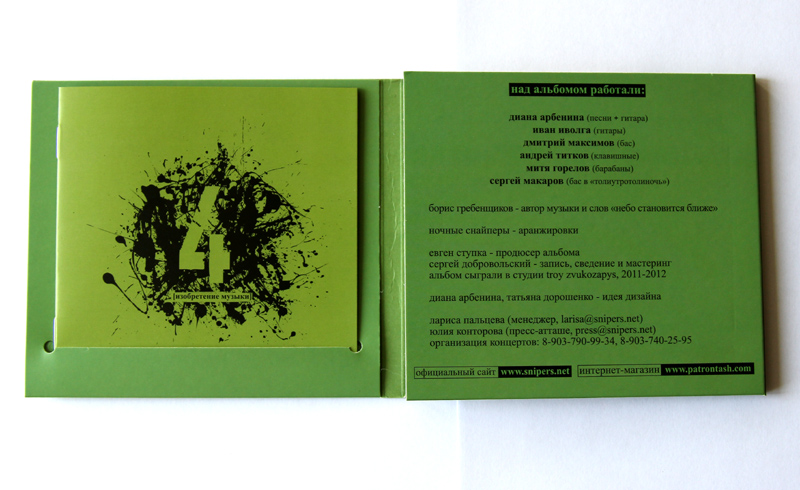 4
[изобретение музыки]
над альбомом работали:
диана арбенина (песни + гитара)
иван иволга (гитары)
дмитрий максимов (бас)
андрей титков (клавишные)
митя горелов (барабаны)
сергей макаров (бас в «толиутротолиночь»)
борис гребенщиков - автор музыки и слов «небо становится ближе»
ночные снайперы - аранжировки
евген ступка - продюсер альбома
сергей добровольский - запись, сведение и мастеринг
альбом сыграли в студии troy zvukozapys, 2011-2012
диана арбенина, татьяна дорошенко - идея дизайна
лариса пальцева (менеджер, larisa@snipers.net)
юлия конторова (пресс-атташе, press@snipers.net)
организация концертов: 8-903-790-99-34, 8-903-740-25-95
официальный сайт www.snipers.net интернет-магазин www.patrontash.com